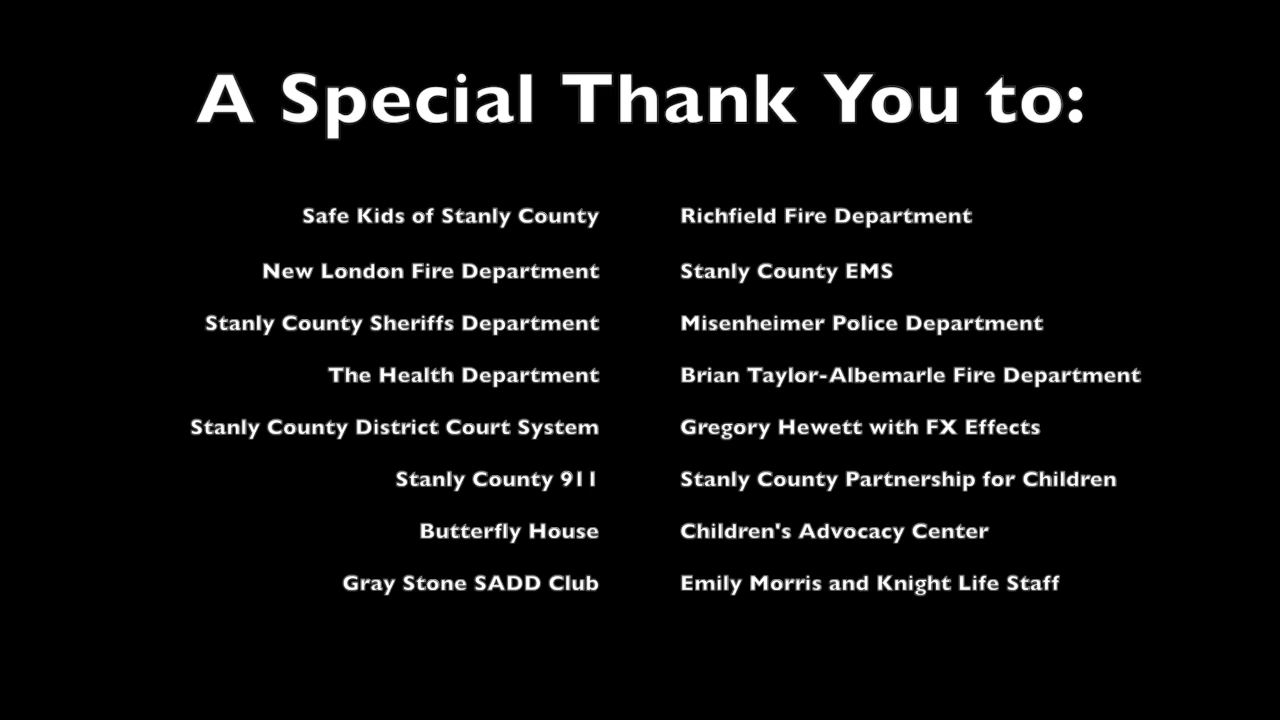 A Special Thank You to:
Safe Kids of Stanly County Richfield Fire Department
New London Fire Department Stanly County EMS
Stanly County Sheriffs Department Misenheimer Police Department
The Health Department Brian Taylor-Albemarle Fire Department
Stanly County District Court System Gregory Hewett with FX Effects
Stanly County 911 Stanly County Partnership for Children
Butterfly House Children's Advocacy Center
Gray Stone SADD Club Emily Morris and Knight Life Staff